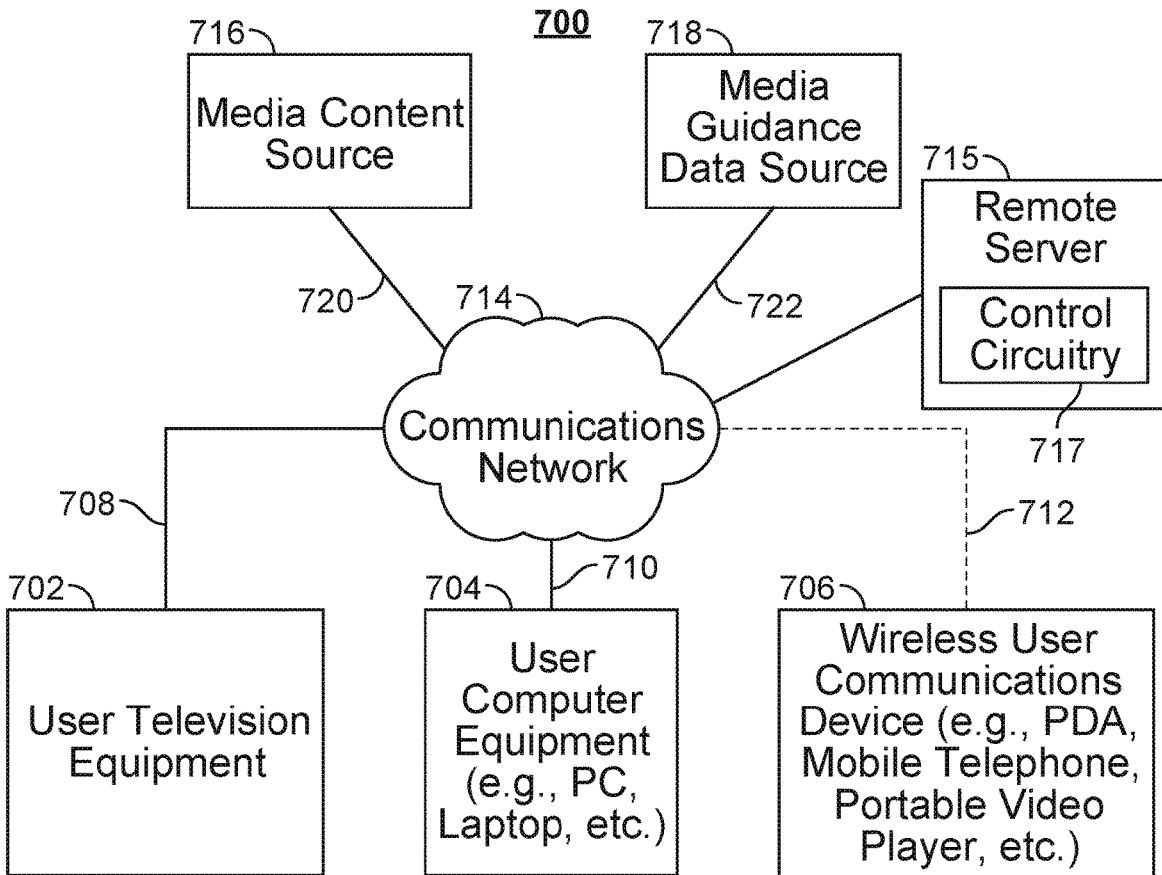 700
716
Media Content
Source
718
Media
Guidance
Data Source
715
Remote
Server
Control
Circuitry
717
720
714
722
Communications
Network
708
710
712
702
User Television
Equipment
704
User
Computer
Equipment
(e.g., PC,
Laptop, etc.)
706
Wireless User
Communications
Device (e.g., PDA,
Mobile Telephone,
Portable Video
Player, etc.)